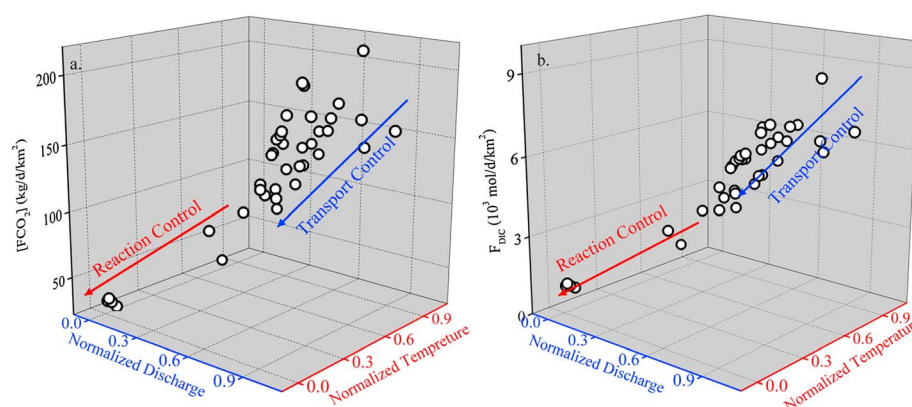 a.
200
150
100
50
[FCO₂] (kg/d/km²)
Reaction Control
Transport Control
0.0
0.3
0.6
0.9
Normalized Discharge
0.0
0.3
0.6
0.9
Normalized Tempreture
b.
9
6
3
0
F_DIC (10³ mol/d/km²)
Reaction Control
Transport Control
0.0
0.3
0.6
0.9
Normalized Discharge
0.0
0.3
0.6
0.9
Normalized Temperature